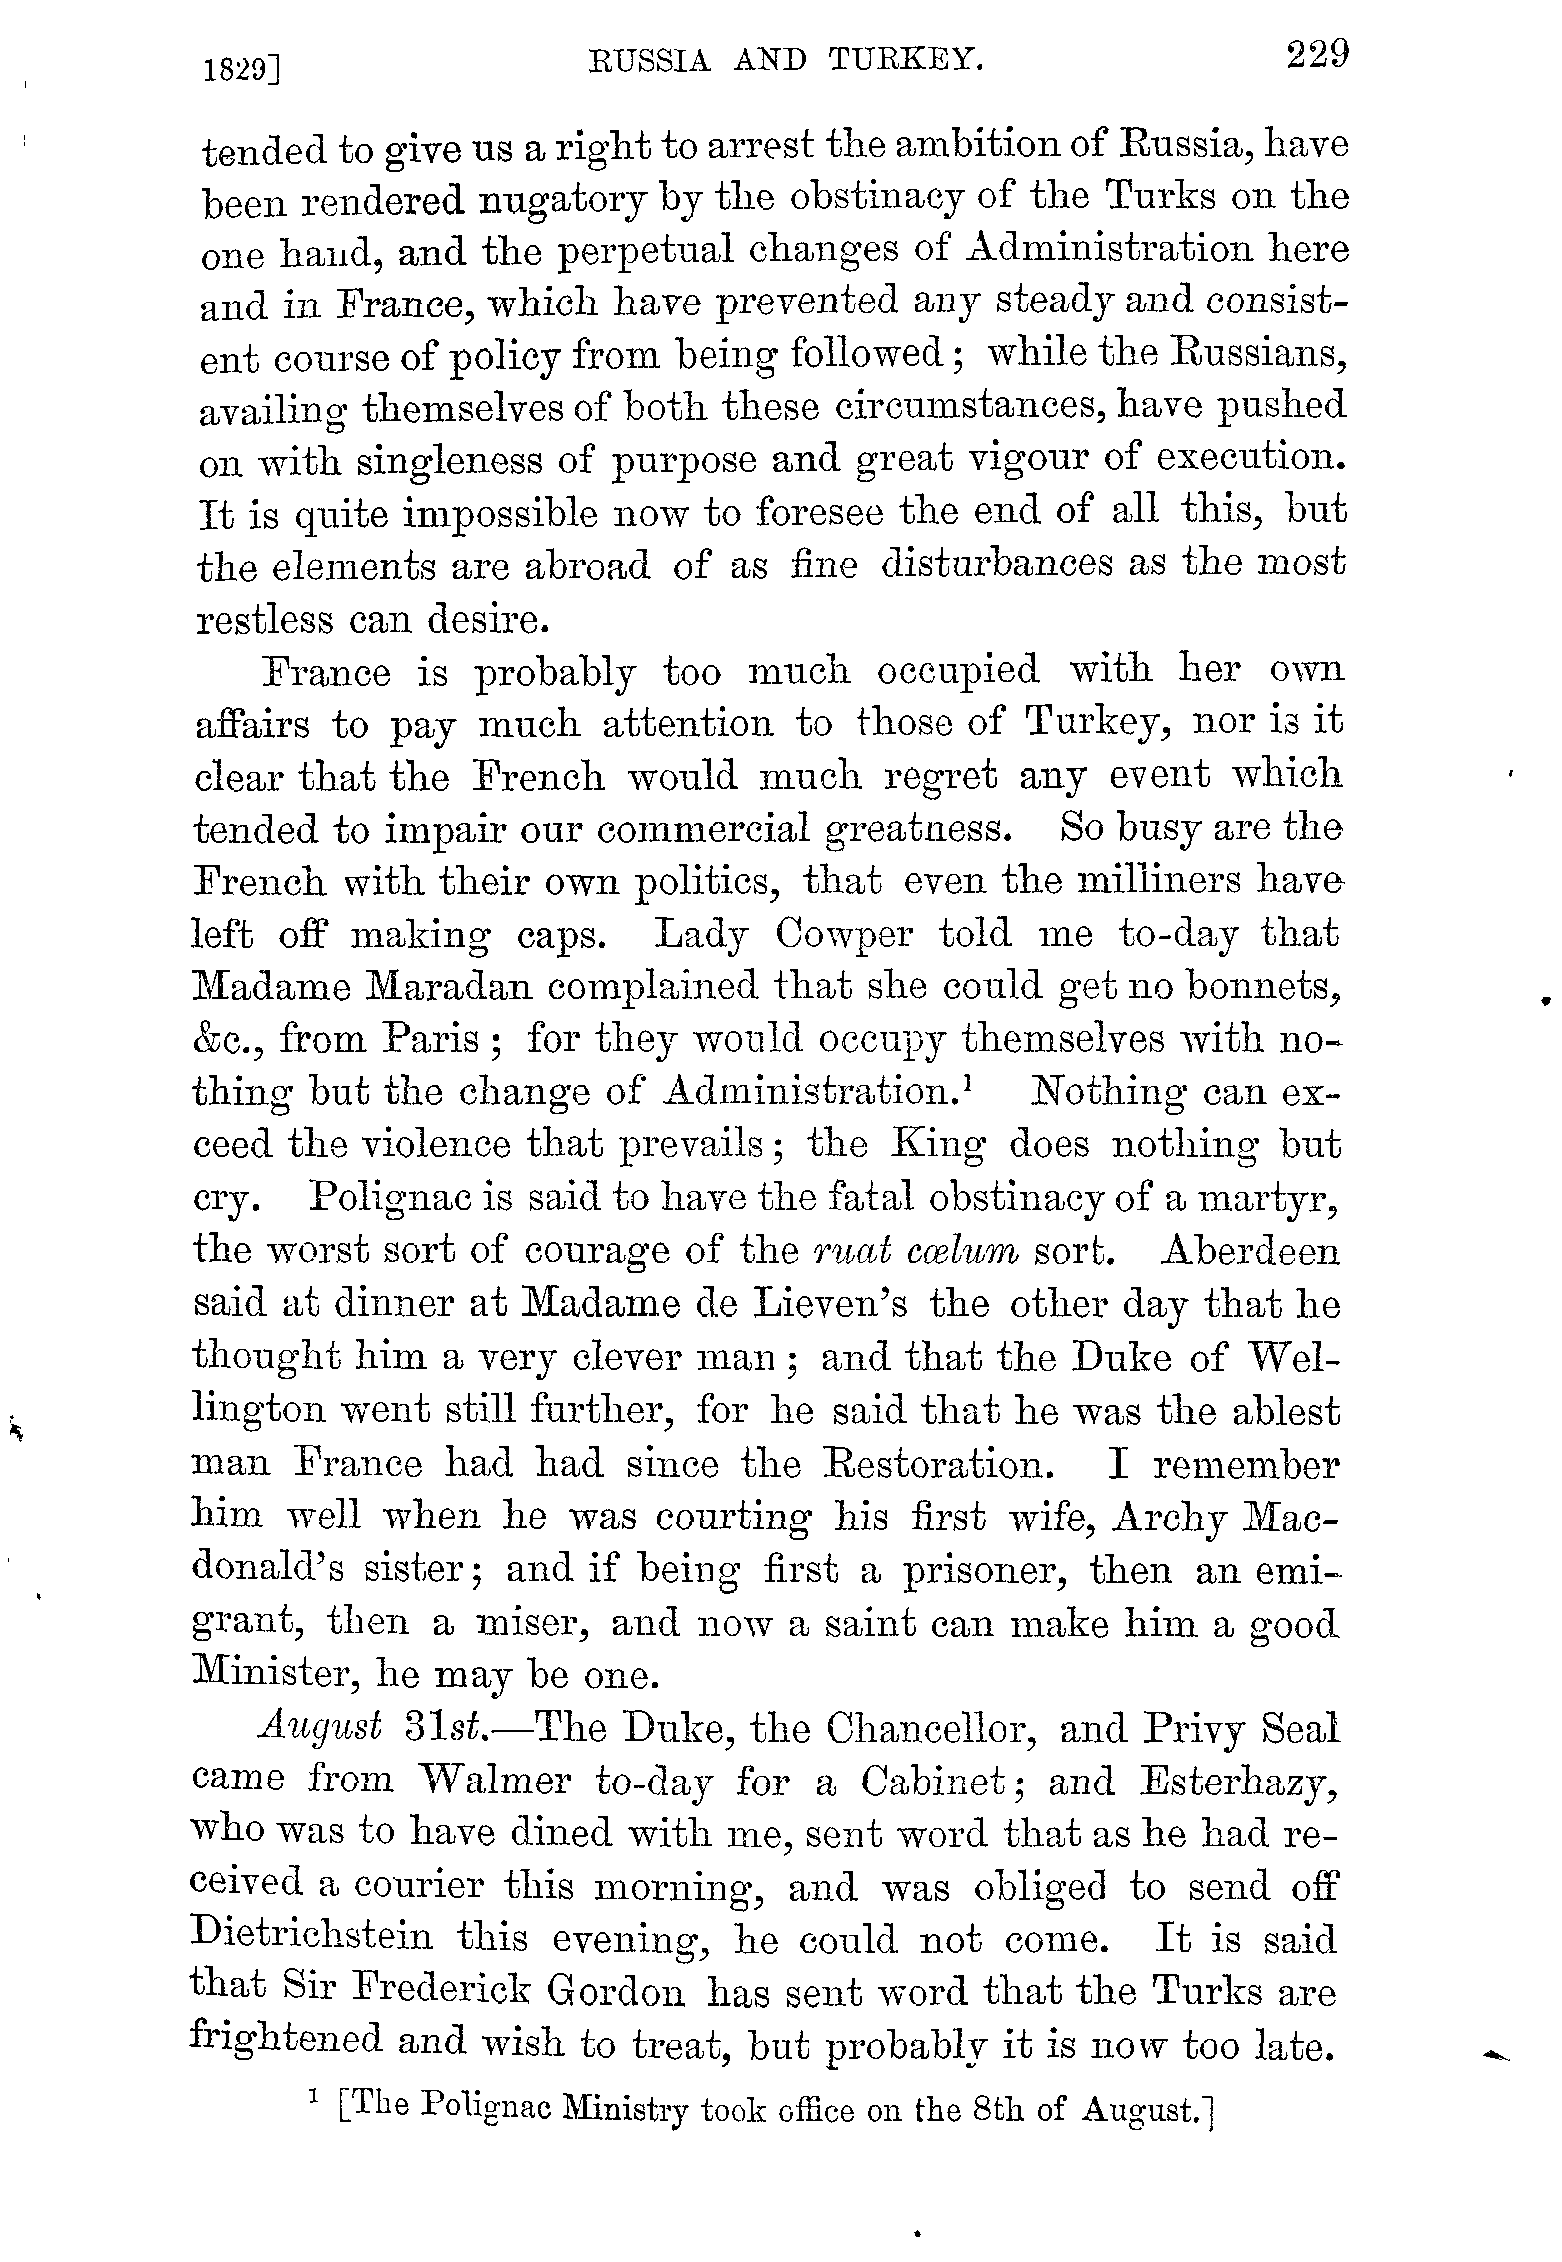 1829] RUSSIA AND TURKEY. 229
tended to give us a right to arrest the ambition of Russia, have
been rendered nugatory by the obstinacy of the Turks on the
one hand, and the perpetual changes of Administration here
and in France, which have prevented any steady and consist-
ent course of policy from being followed; while the Russians,
availing themselves of both these circumstances, have pushed
on with singleness of purpose and great vigour of execution.
It is quite impossible now to foresee the end of all this, but
the elements are abroad of as fine disturbances as the most
restless can desire.
France is probably too much occupied with her own
affairs to pay much attention to those of Turkey, nor is it
clear that the French would much regret any event which
tended to impair our commercial greatness. So busy are the
French with their own politics, that even the milliners have
left off making caps. Lady Cowper told me to-day that
Madame Maradan complained that she could get no bonnets,
&c., from Paris; for they would occupy themselves with no-
thing but the change of Administration.¹ Nothing can ex-
ceed the violence that prevails; the King does nothing but
cry. Polignac is said to have the fatal obstinacy of a martyr,
the worst sort of courage of the ruat cœlum sort. Aberdeen
said at dinner at Madame de Lieven's the other day that he
thought him a very clever man; and that the Duke of Wel-
lington went still further, for he said that he was the ablest
man France had had since the Restoration. I remember
him well when he was courting his first wife, Archy Mac-
donald's sister; and if being first a prisoner, then an emi-
grant, then a miser, and now a saint can make him a good
Minister, he may be one.
August 31st.—The Duke, the Chancellor, and Privy Seal
came from Walmer to-day for a Cabinet; and Esterhazy,
who was to have dined with me, sent word that as he had re-
ceived a courier this morning, and was obliged to send off
Dietrichstein this evening, he could not come. It is said
that Sir Frederick Gordon has sent word that the Turks are
frightened and wish to treat, but probably it is now too late.
¹ [The Polignac Ministry took office on the 8th of August.]